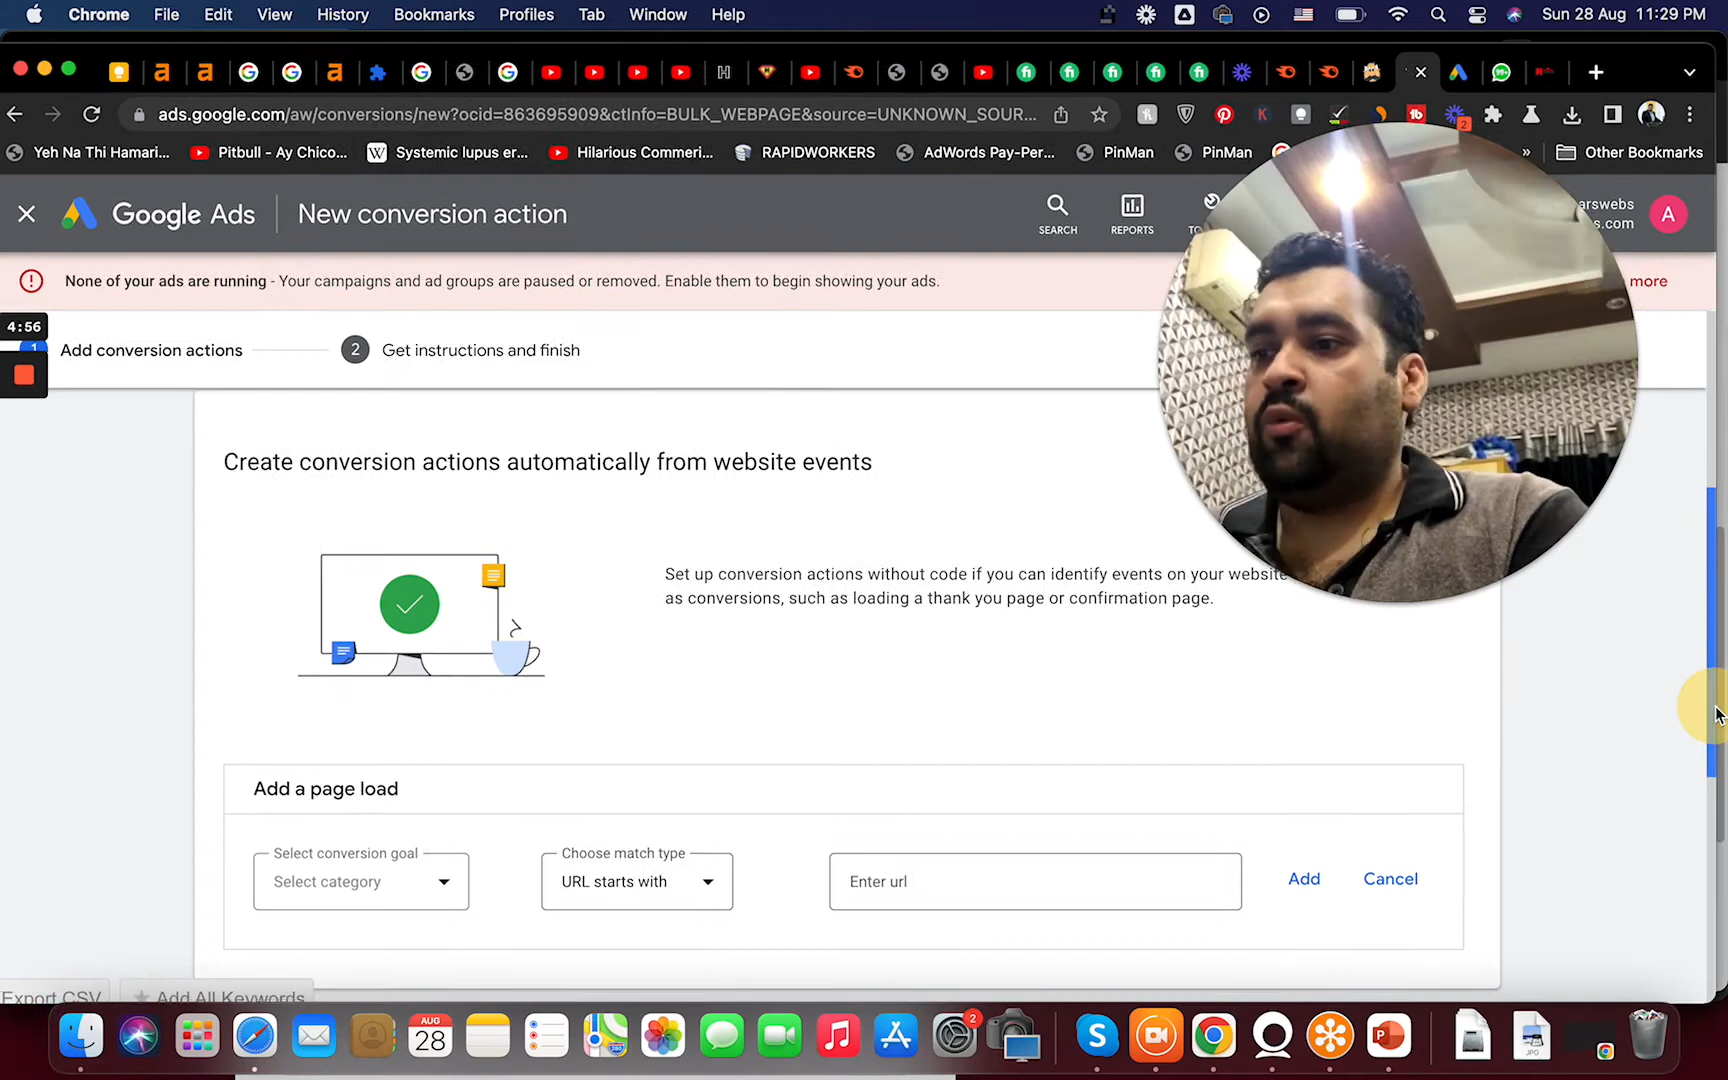 Chrome File Edit View History Bookmarks Profiles Tab Window Help Sun 28 Aug 11:29 PM
99+
ads.google.com/aw/conversions/new?ocid=863695909&ctInfo=BULK_WEBPAGE&source=UNKNOWN_SOUR...
2
Yeh Na Thi Hamari... Pitbull - Ay Chico... Systemic lupus er... Hilarious Commeri... RAPIDWORKERS AdWords Pay-Per... PinMan PinMan » Other Bookmarks
Google Ads New conversion action
SEARCH REPORTS
A
None of your ads are running - Your campaigns and ad groups are paused or removed. Enable them to begin showing your ads.
more
4:56
1 Add conversion actions 2 Get instructions and finish
Create conversion actions automatically from website events
Set up conversion actions without code if you can identify events on your website
as conversions, such as loading a thank you page or confirmation page.
Add a page load
Select conversion goal Choose match type
Select category URL starts with Enter url Add Cancel
Export CSV Add All Keywords
AUG
28
2
JPG